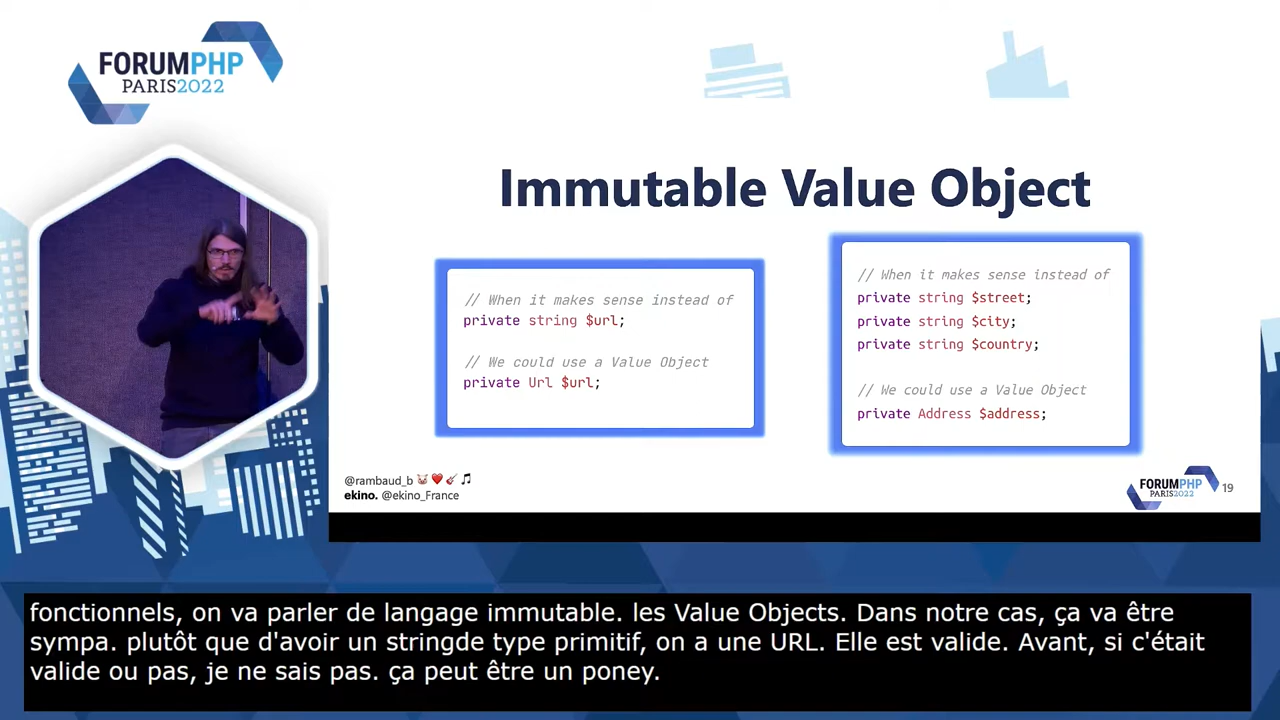 FORUMPHP
PARIS2022
Immutable Value Object
// When it makes sense instead of
private string $url;
// We could use a Value Object
private Url $url;
// When it makes sense instead of
private string $street;
private string $city;
private string $country;
// We could use a Value Object
private Address $address;
@rambaud_b 🐷❤️🎸🎵
ekino. @ekino_France
FORUMPHP
PARIS2022
19
fonctionnels, on va parler de langage immutable. les Value Objects. Dans notre cas, ça va être
sympa. plutôt que d'avoir un stringde type primitif, on a une URL. Elle est valide. Avant, si c'était
valide ou pas, je ne sais pas. ça peut être un poney.